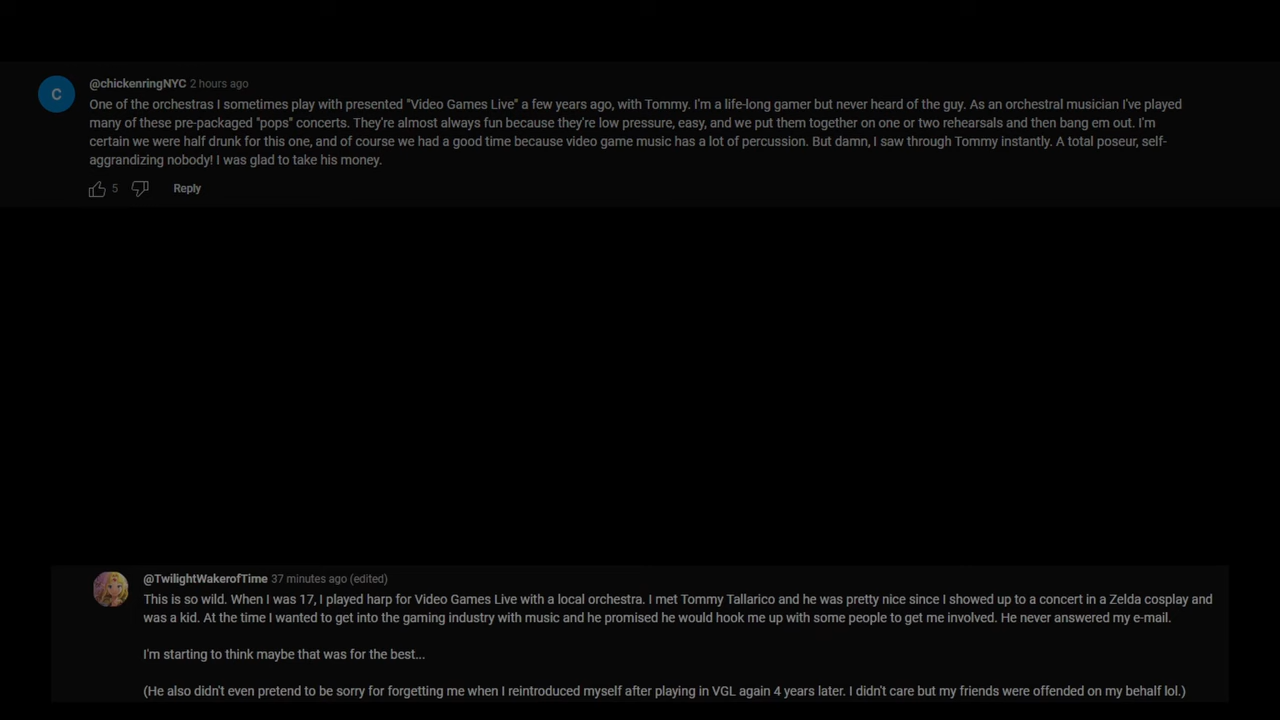 C
@chickenringNYC 2 hours ago
One of the orchestras I sometimes play with presented "Video Games Live" a few years ago, with Tommy. I'm a life-long gamer but never heard of the guy. As an orchestral musician I've played
many of these pre-packaged "pops" concerts. They're almost always fun because they're low pressure, easy, and we put them together on one or two rehearsals and then bang em out. I'm
certain we were half drunk for this one, and of course we had a good time because video game music has a lot of percussion. But damn, I saw through Tommy instantly. A total poseur, self-
aggrandizing nobody! I was glad to take his money.
5 Reply
@TwilightWakerofTime 37 minutes ago (edited)
This is so wild. When I was 17, I played harp for Video Games Live with a local orchestra. I met Tommy Tallarico and he was pretty nice since I showed up to a concert in a Zelda cosplay and
was a kid. At the time I wanted to get into the gaming industry with music and he promised he would hook me up with some people to get me involved. He never answered my e-mail.
I'm starting to think maybe that was for the best...
(He also didn't even pretend to be sorry for forgetting me when I reintroduced myself after playing in VGL again 4 years later. I didn't care but my friends were offended on my behalf lol.)